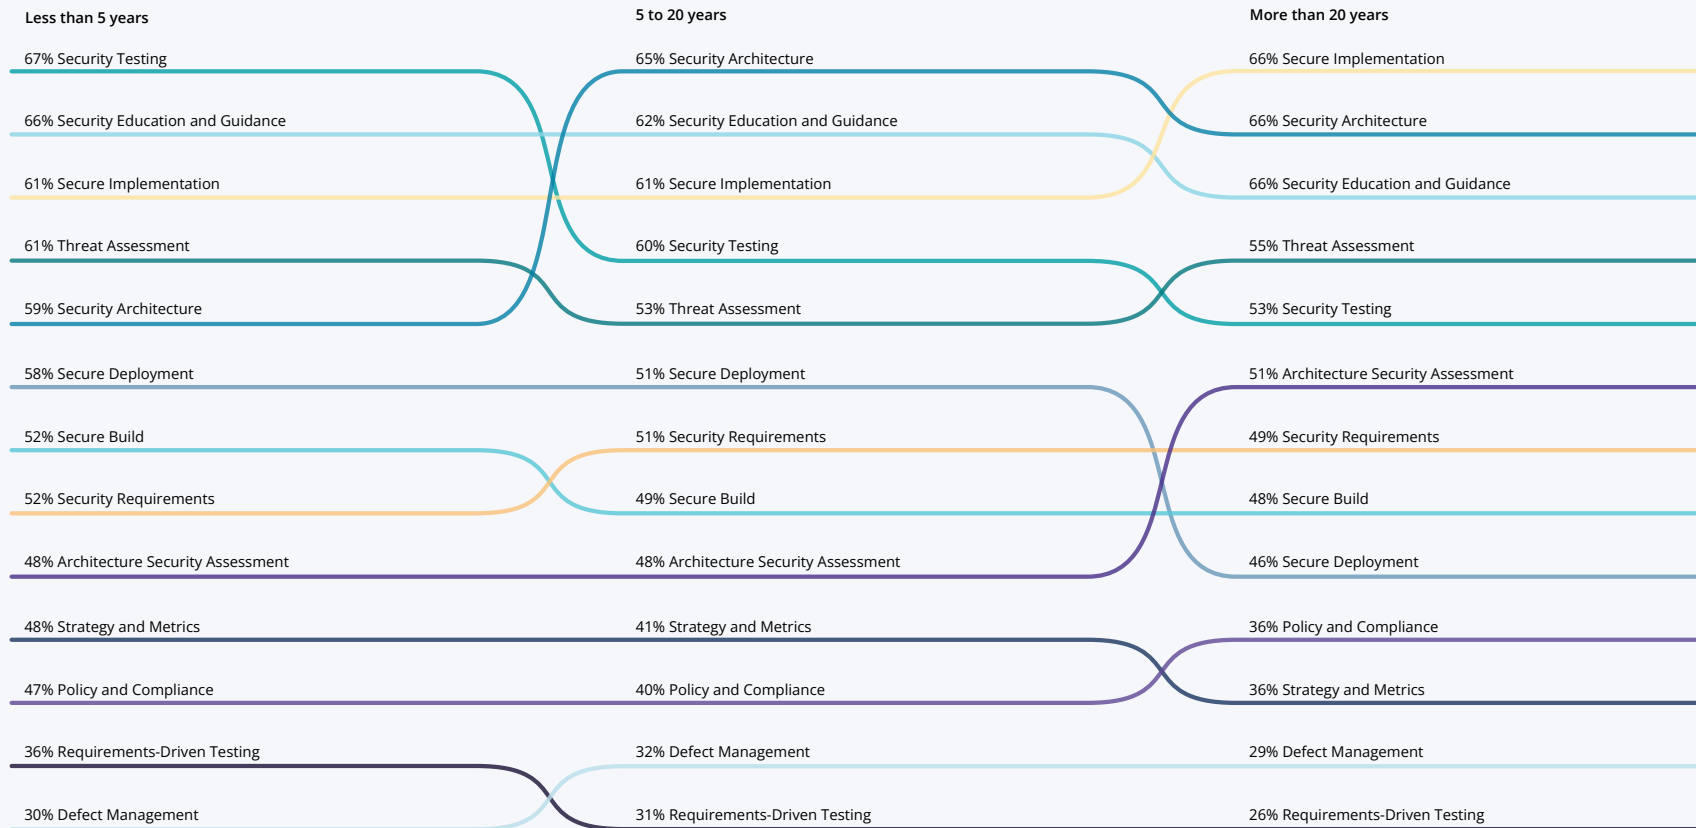 Less than 5 years
67% Security Testing
66% Security Education and Guidance
61% Secure Implementation
61% Threat Assessment
59% Security Architecture
58% Secure Deployment
52% Secure Build
52% Security Requirements
48% Architecture Security Assessment
48% Strategy and Metrics
47% Policy and Compliance
36% Requirements-Driven Testing
30% Defect Management
5 to 20 years
65% Security Architecture
62% Security Education and Guidance
61% Secure Implementation
60% Security Testing
53% Threat Assessment
51% Secure Deployment
51% Security Requirements
49% Secure Build
48% Architecture Security Assessment
41% Strategy and Metrics
40% Policy and Compliance
32% Defect Management
31% Requirements-Driven Testing
More than 20 years
66% Secure Implementation
66% Security Architecture
66% Security Education and Guidance
55% Threat Assessment
53% Security Testing
51% Architecture Security Assessment
49% Security Requirements
48% Secure Build
46% Secure Deployment
36% Policy and Compliance
36% Strategy and Metrics
29% Defect Management
26% Requirements-Driven Testing